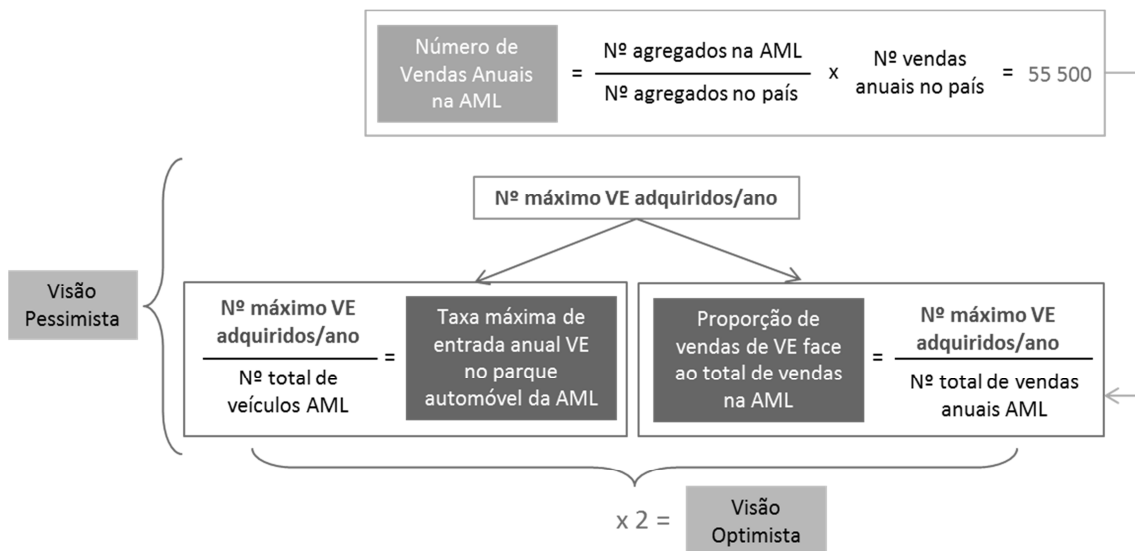 Número de
Vendas Anuais
na AML
=
Nº agregados na AML
Nº agregados no país
x
Nº vendas
anuais no país
= 55 500
Nº máximo VE adquiridos/ano
Visão
Pessimista
Nº máximo VE
adquiridos/ano
Nº total de
veículos AML
=
Taxa máxima de
entrada anual VE
no parque
automóvel da AML
Proporção de
vendas de VE face
ao total de vendas
na AML
=
Nº máximo VE
adquiridos/ano
Nº total de vendas
anuais AML
x 2 =
Visão
Optimista